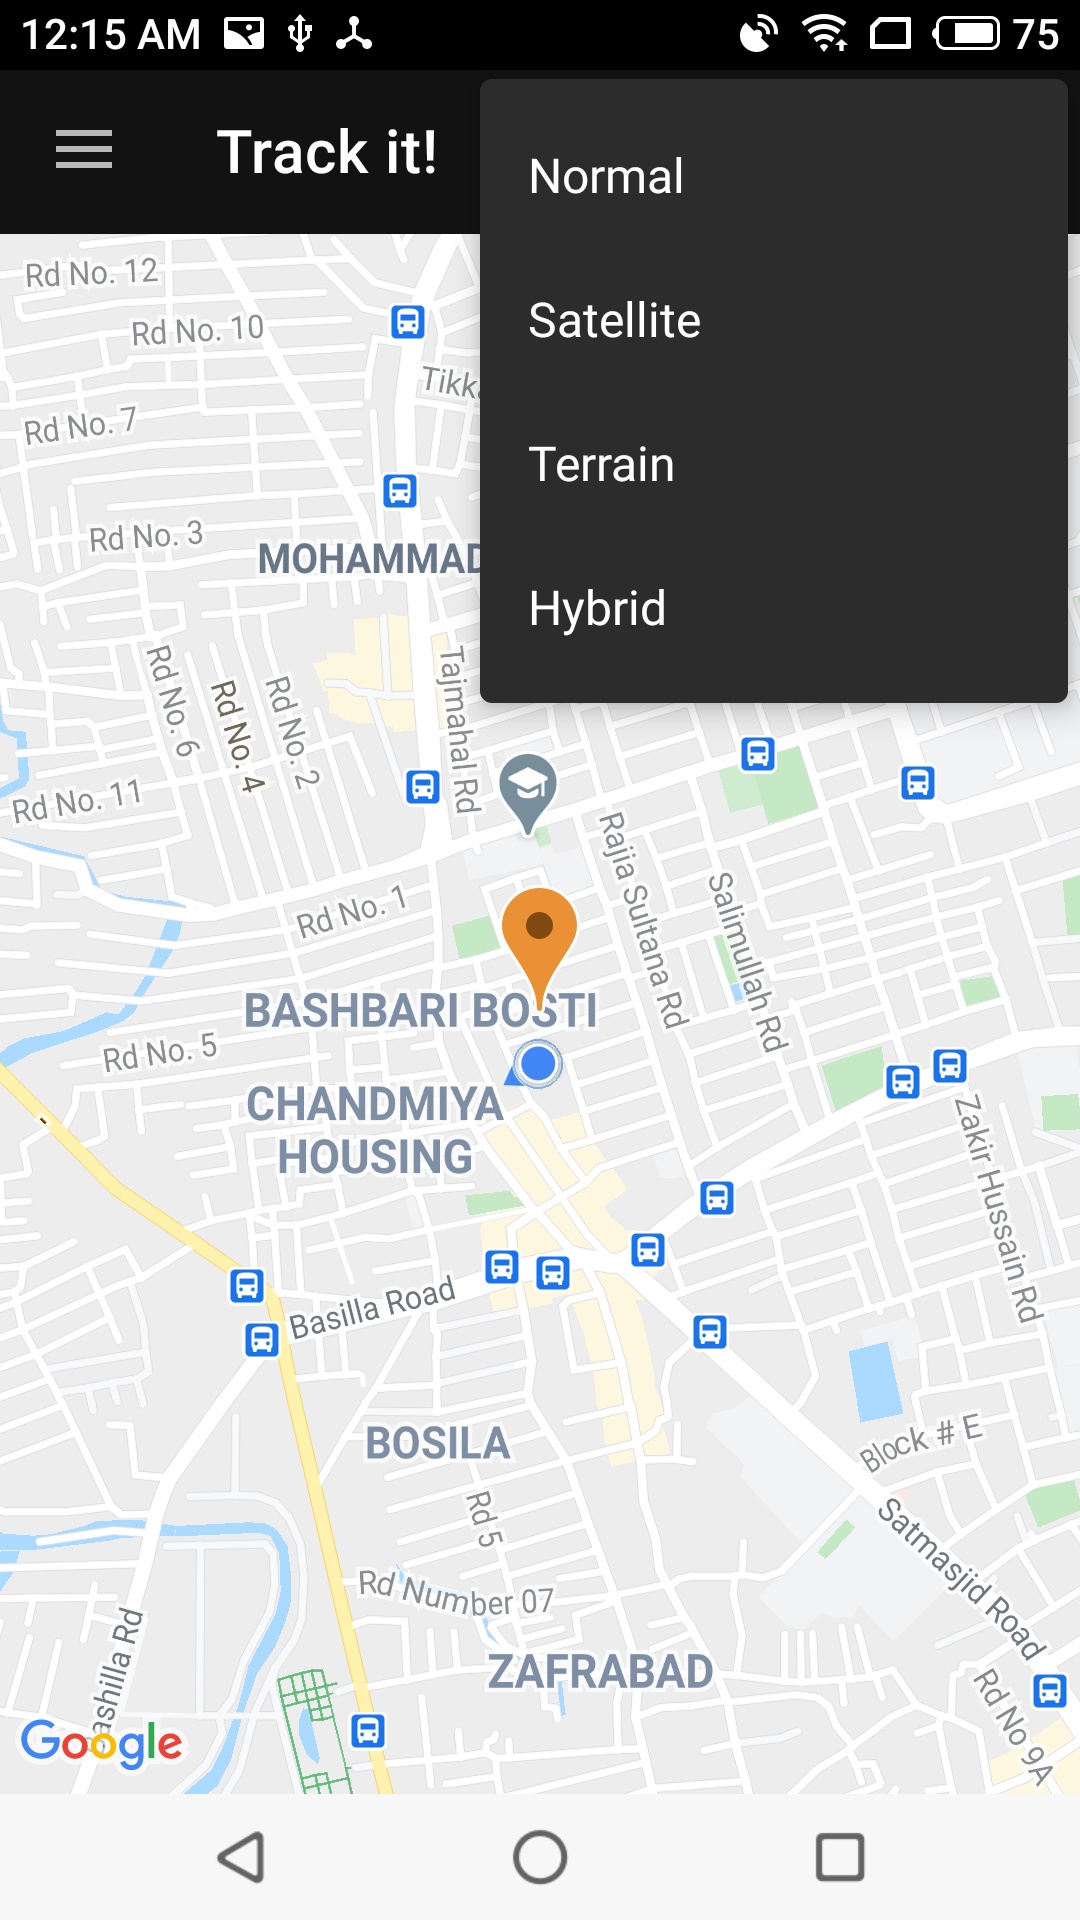 12:15 AM
75
Track it!
Normal
Satellite
Terrain
Hybrid
Rd No. 12
Rd No. 10
Rd No. 7
Rd No. 3
MOHAMMAD
Rd No. 6
Rd No. 4
Rd No. 2
Tajmahal Rd
Rd No. 11
Rd No. 1
Rajia Sultana Rd
Salimullah Rd
BASHBARI BOSTI
Rd No. 5
CHANDMIYA
HOUSING
Zakir Hussain Rd
Basilla Road
BOSILA
Block # E
Rd 5
Satmasjid Road
Rd Number 07
ashilla Rd
ZAFRABAD
Rd No 9A
Google